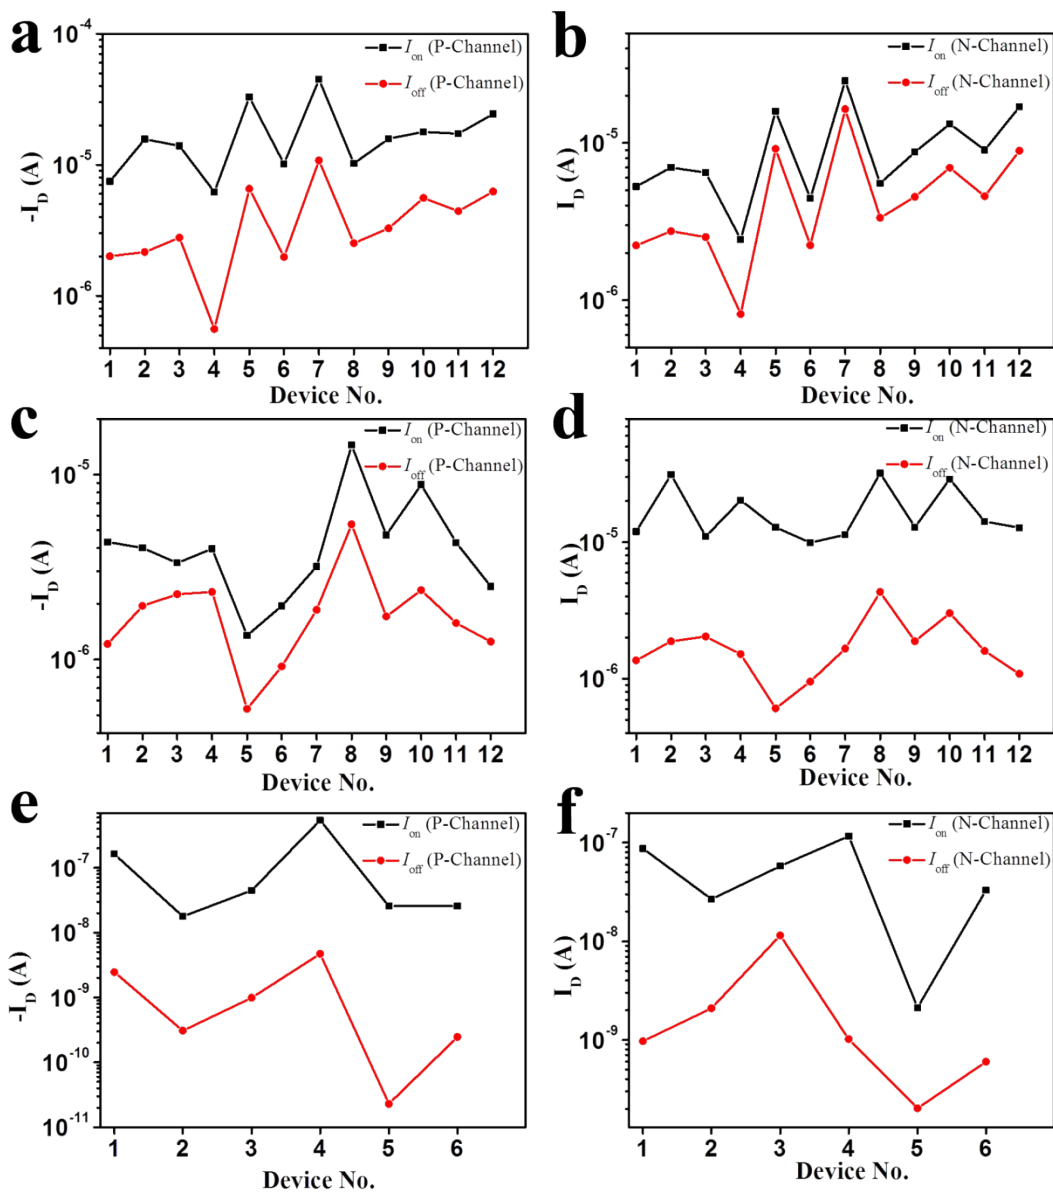 a
10^-4
I_on (P-Channel)
I_off (P-Channel)
10^-5
10^-6
-I_D (A)
1 2 3 4 5 6 7 8 9 10 11 12
Device No.
b
I_on (N-Channel)
I_off (N-Channel)
10^-5
10^-6
I_D (A)
1 2 3 4 5 6 7 8 9 10 11 12
Device No.
c
I_on (P-Channel)
I_off (P-Channel)
10^-5
10^-6
-I_D (A)
1 2 3 4 5 6 7 8 9 10 11 12
Device No.
d
I_on (N-Channel)
I_off (N-Channel)
10^-5
10^-6
I_D (A)
1 2 3 4 5 6 7 8 9 10 11 12
Device No.
e
I_on (P-Channel)
I_off (P-Channel)
10^-7
10^-8
10^-9
10^-10
10^-11
-I_D (A)
1 2 3 4 5 6
Device No.
f
I_on (N-Channel)
I_off (N-Channel)
10^-7
10^-8
10^-9
I_D (A)
1 2 3 4 5 6
Device No.